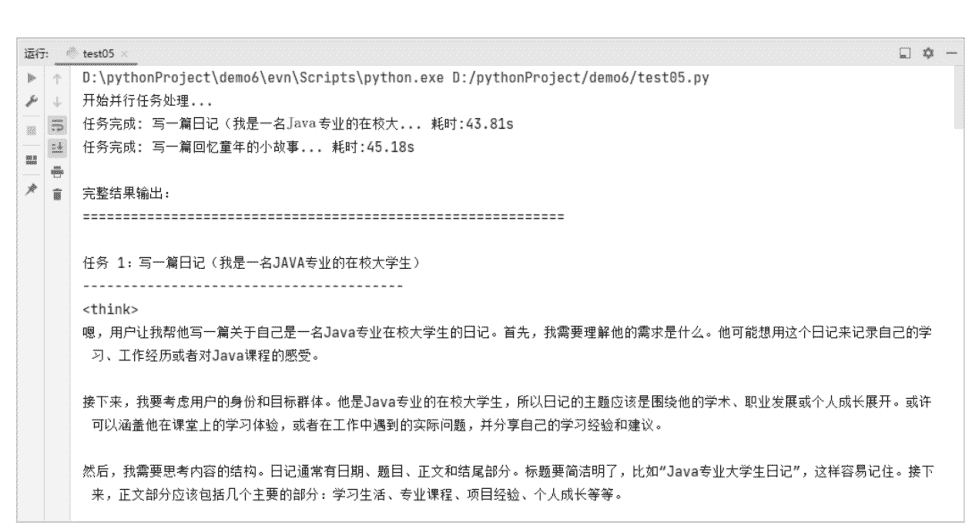 运行: test05 ×
D:\pythonProject\demo6\evn\Scripts\python.exe D:/pythonProject/demo6/test05.py
开始并行任务处理...
任务完成: 写一篇日记（我是一名Java专业的在校大... 耗时:43.81s
任务完成: 写一篇回忆童年的小故事... 耗时:45.18s
完整结果输出:
============================================================
任务 1: 写一篇日记（我是一名JAVA专业的在校大学生）
----------------------------------------
<think>
嗯，用户让我帮他写一篇关于自己是一名Java专业在校大学生的日记。首先，我需要理解他的需求是什么。他可能想用这个日记来记录自己的学
习、工作经历或者对Java课程的感受。
接下来，我要考虑用户的身份和目标群体。他是Java专业的在校大学生，所以日记的主题应该是围绕他的学术、职业发展或个人成长展开。或许
可以涵盖他在课堂上的学习体验，或者在工作中遇到的实际问题，并分享自己的学习经验和建议。
然后，我需要思考内容的结构。日记通常有日期、题目、正文和结尾部分。标题要简洁明了，比如“Java专业大学生日记”，这样容易记住。接下
来，正文部分应该包括几个主要的部分：学习生活、专业课程、项目经验、个人成长等等。